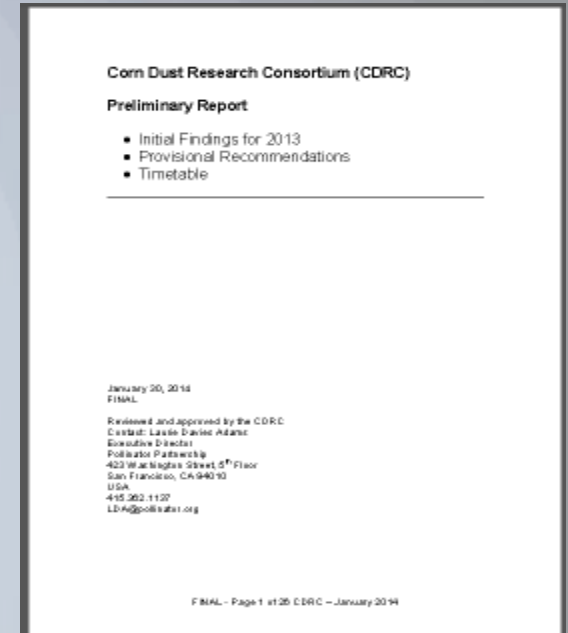 Corn Dust Research Consortium (CDRC)
Preliminary Report
• Initial Findings for 2013
• Provisional Recommendations
• Timetable
January 30, 2014
FINAL
Reviewed and approved by the CDRC
Contact: Laurie Davies Adams
Executive Director
Pollinator Partnership
423 Washington Street, 5th Floor
San Francisco, CA 94010
USA
415.362.1137
LDA@pollinator.org
FINAL - Page 1 of 26 CDRC – January 2014